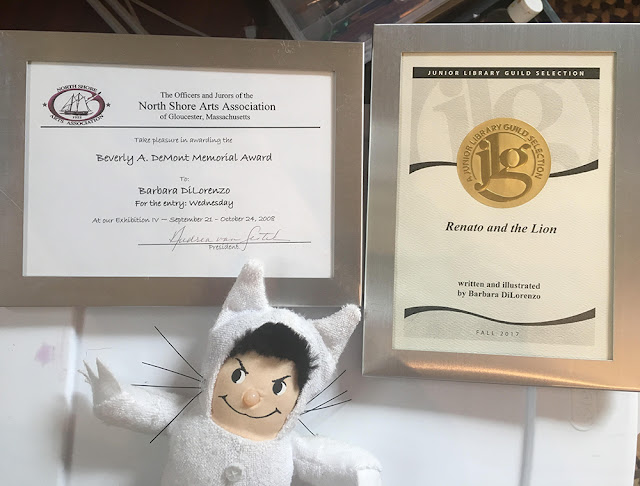 NORTH SHORE
ARTS ASSOCIATION
1922
The Officers and Jurors of the
North Shore Arts Association
of Gloucester, Massachusetts
Take pleasure in awarding the
Beverly A. DeMont Memorial Award
To:
Barbara DiLorenzo
For the entry: Wednesday
At our Exhibition IV — September 21 – October 24, 2008
President
JUNIOR LIBRARY GUILD SELECTION
A JUNIOR LIBRARY GUILD SELECTION
jlg
Renato and the Lion
written and illustrated
by Barbara DiLorenzo
FALL 2017